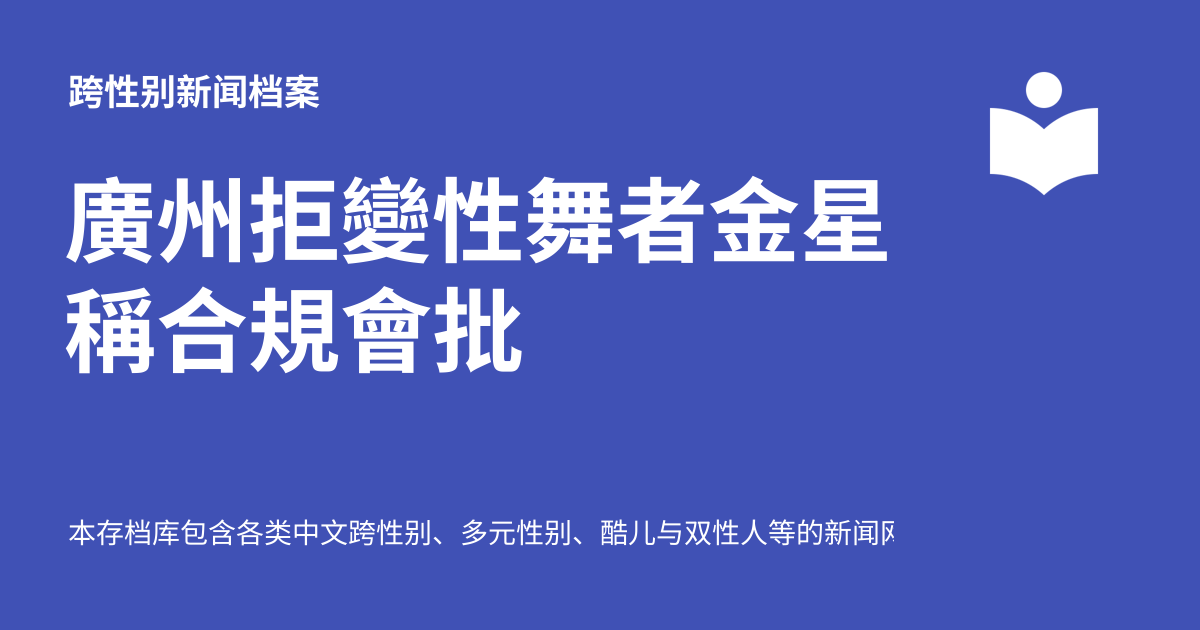 跨性别新闻档案
廣州拒變性舞者金星
稱合規會批
本存档库包含各类中文跨性别、多元性别、酷儿与双性人等的新闻网